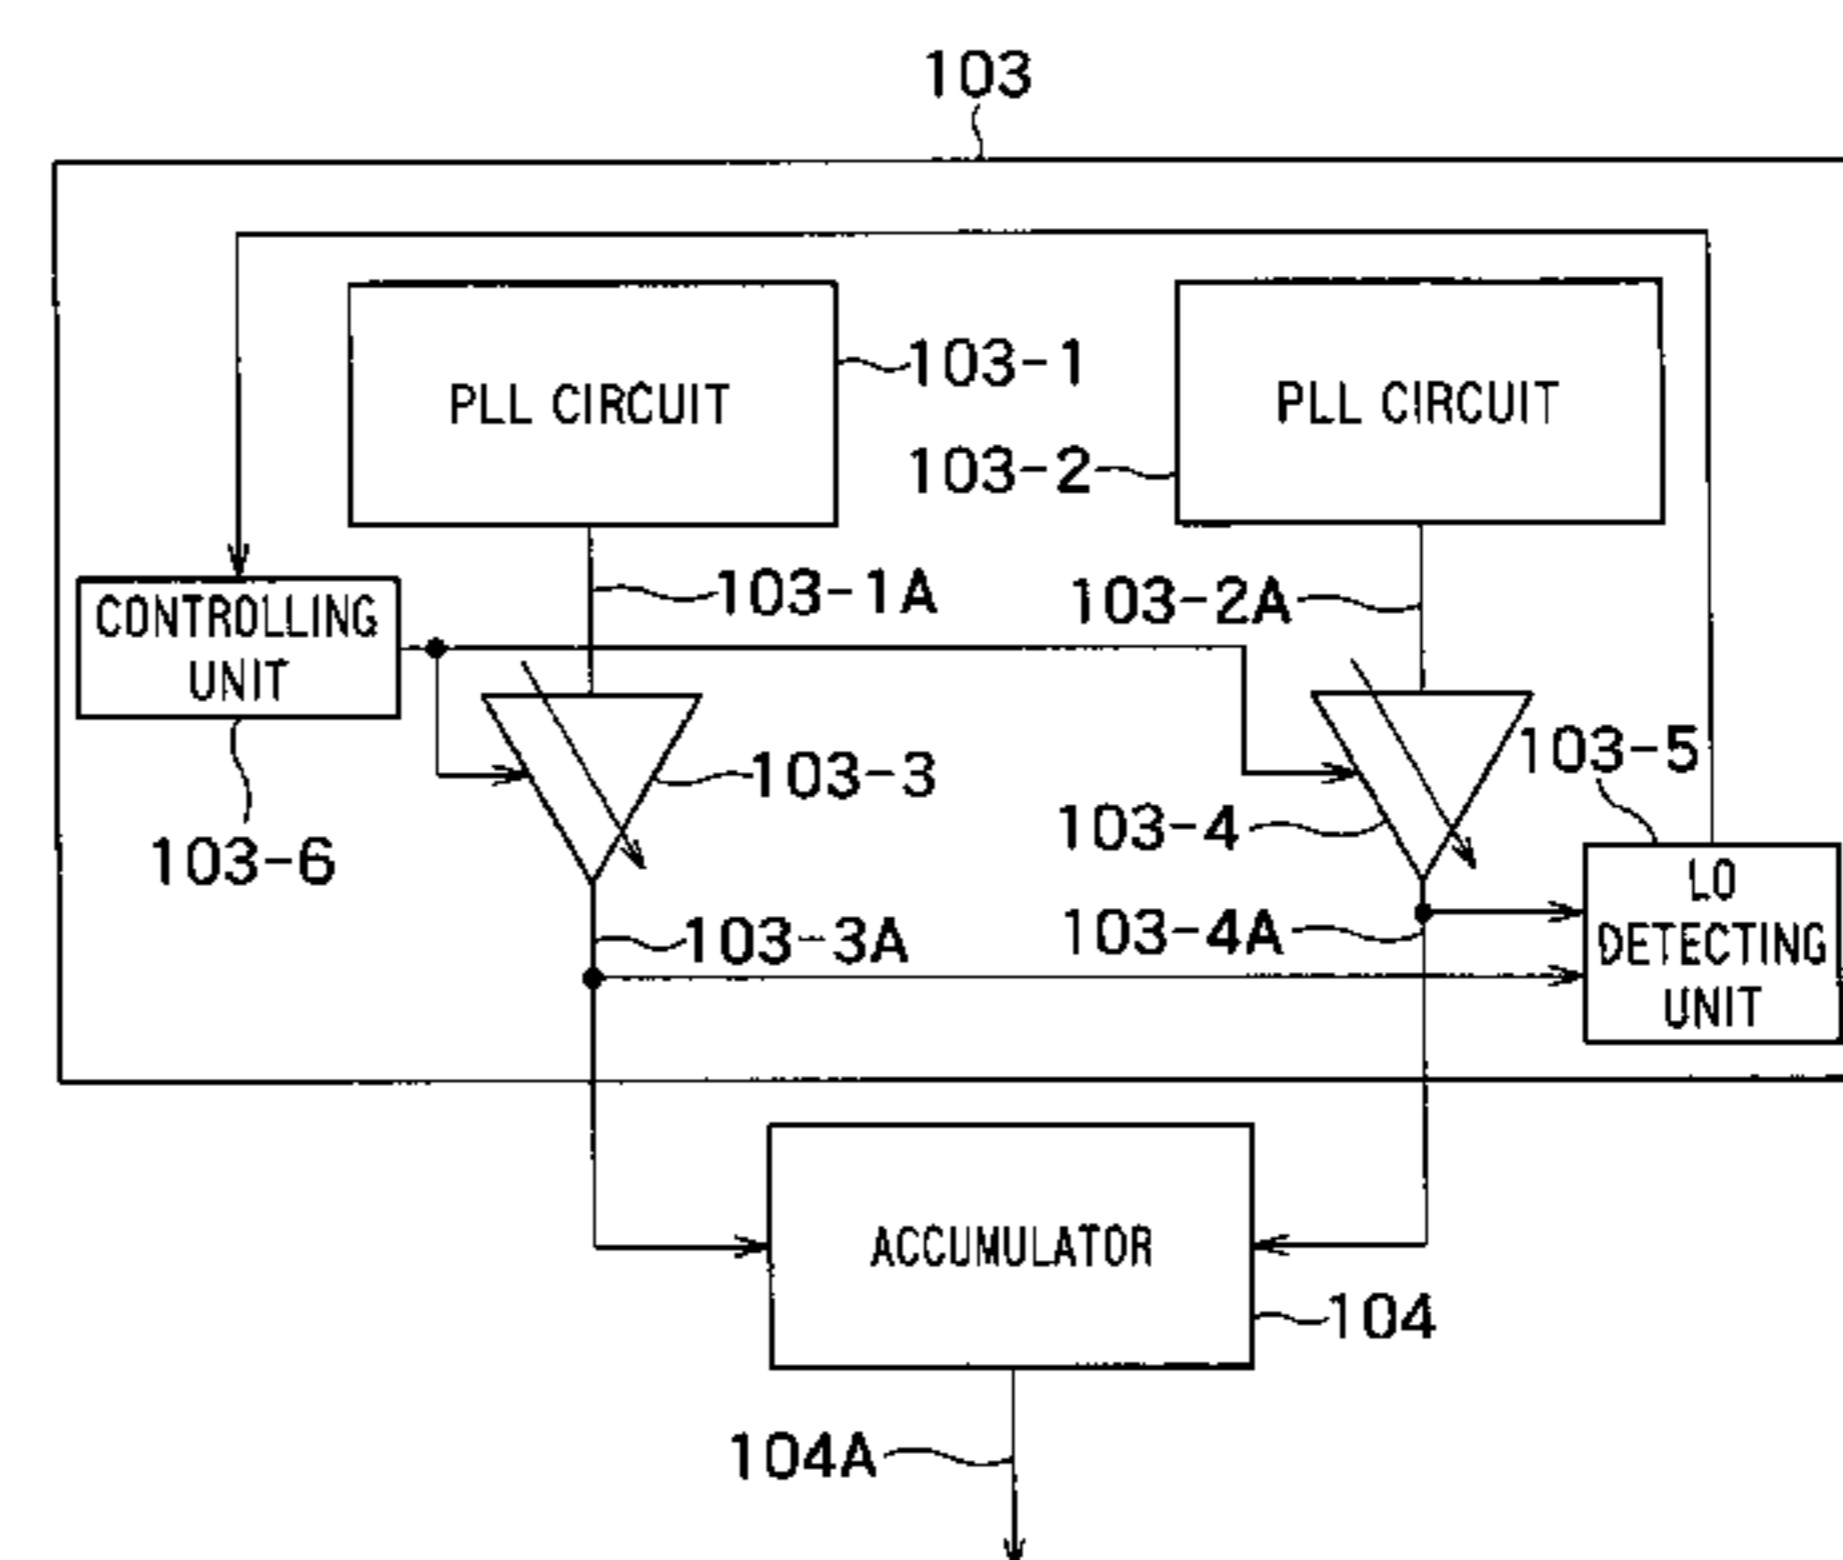 103
PLL CIRCUIT
103-1
PLL CIRCUIT
103-2
103-1A
103-2A
CONTROLLING
UNIT
103-3
103-5
103-4
103-6
LO
DETECTING
UNIT
103-3A
103-4A
ACCUMULATOR
104
104A